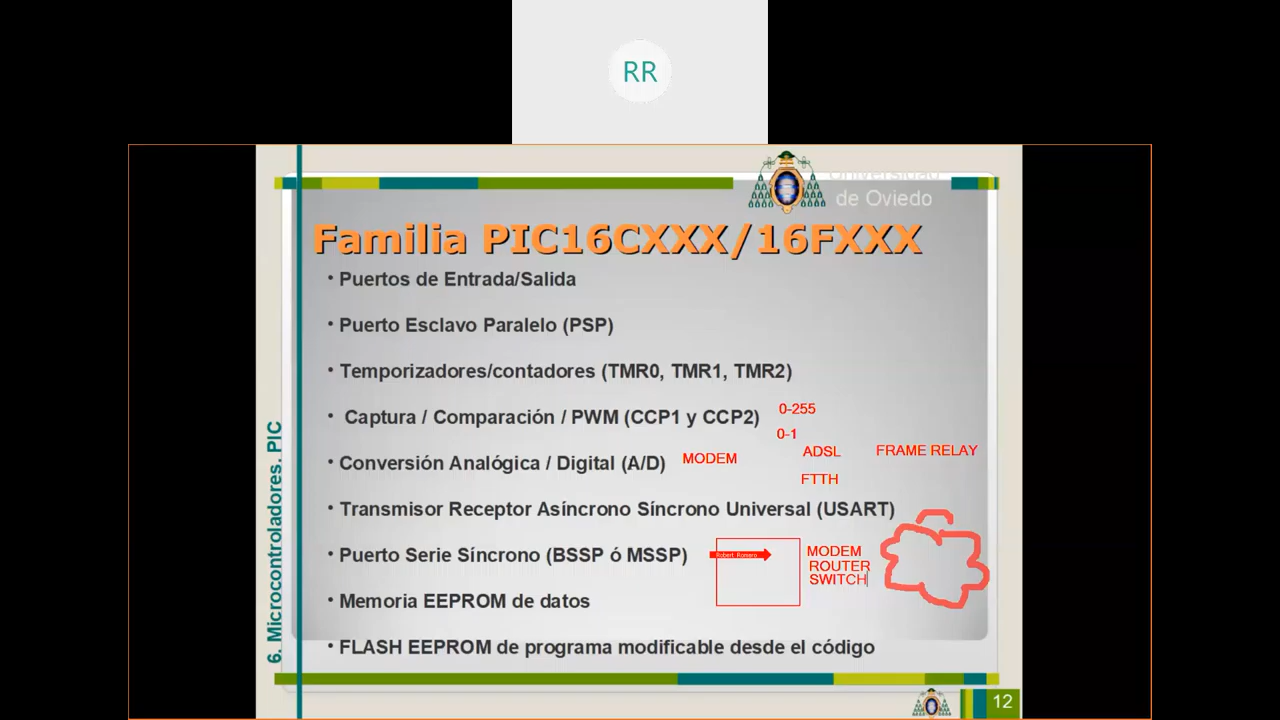 RR
Universidad
de Oviedo
Familia PIC16CXXX/16FXXX
• Puertos de Entrada/Salida
• Puerto Esclavo Paralelo (PSP)
• Temporizadores/contadores (TMR0, TMR1, TMR2)
• Captura / Comparación / PWM (CCP1 y CCP2)
0-255
0-1
• Conversión Analógica / Digital (A/D)
MODEM
ADSL
FRAME RELAY
FTTH
• Transmisor Receptor Asíncrono Síncrono Universal (USART)
• Puerto Serie Síncrono (BSSP ó MSSP)
Robert Romero
MODEM
ROUTER
SWITCH
• Memoria EEPROM de datos
• FLASH EEPROM de programa modificable desde el código
6. Microcontroladores. PIC
12